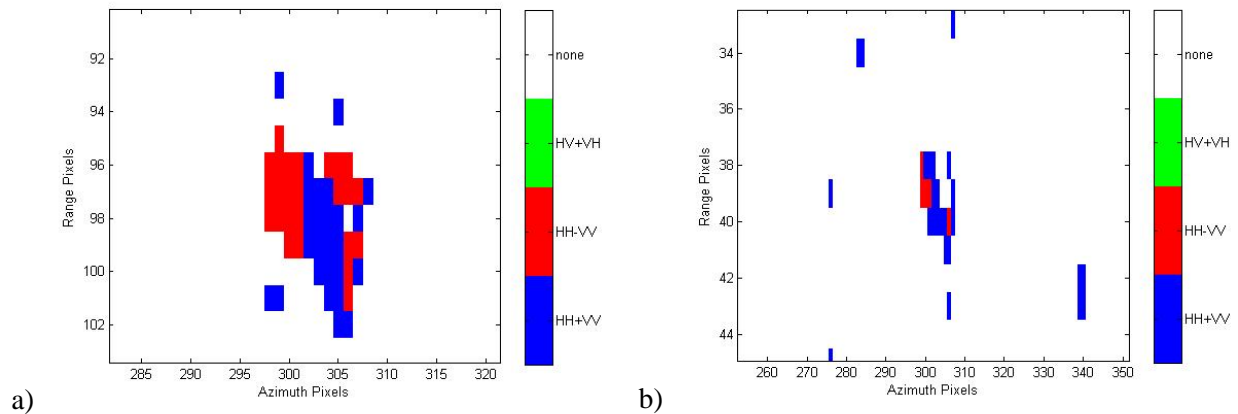 92
94
96
98
100
102
285 290 295 300 305 310 315 320
Range Pixels
Azimuth Pixels
none
HV+VH
HH-VV
HH+VV
a)
34
36
38
40
42
44
260 270 280 290 300 310 320 330 340 350
Range Pixels
Azimuth Pixels
none
HV+VH
HH-VV
HH+VV
b)